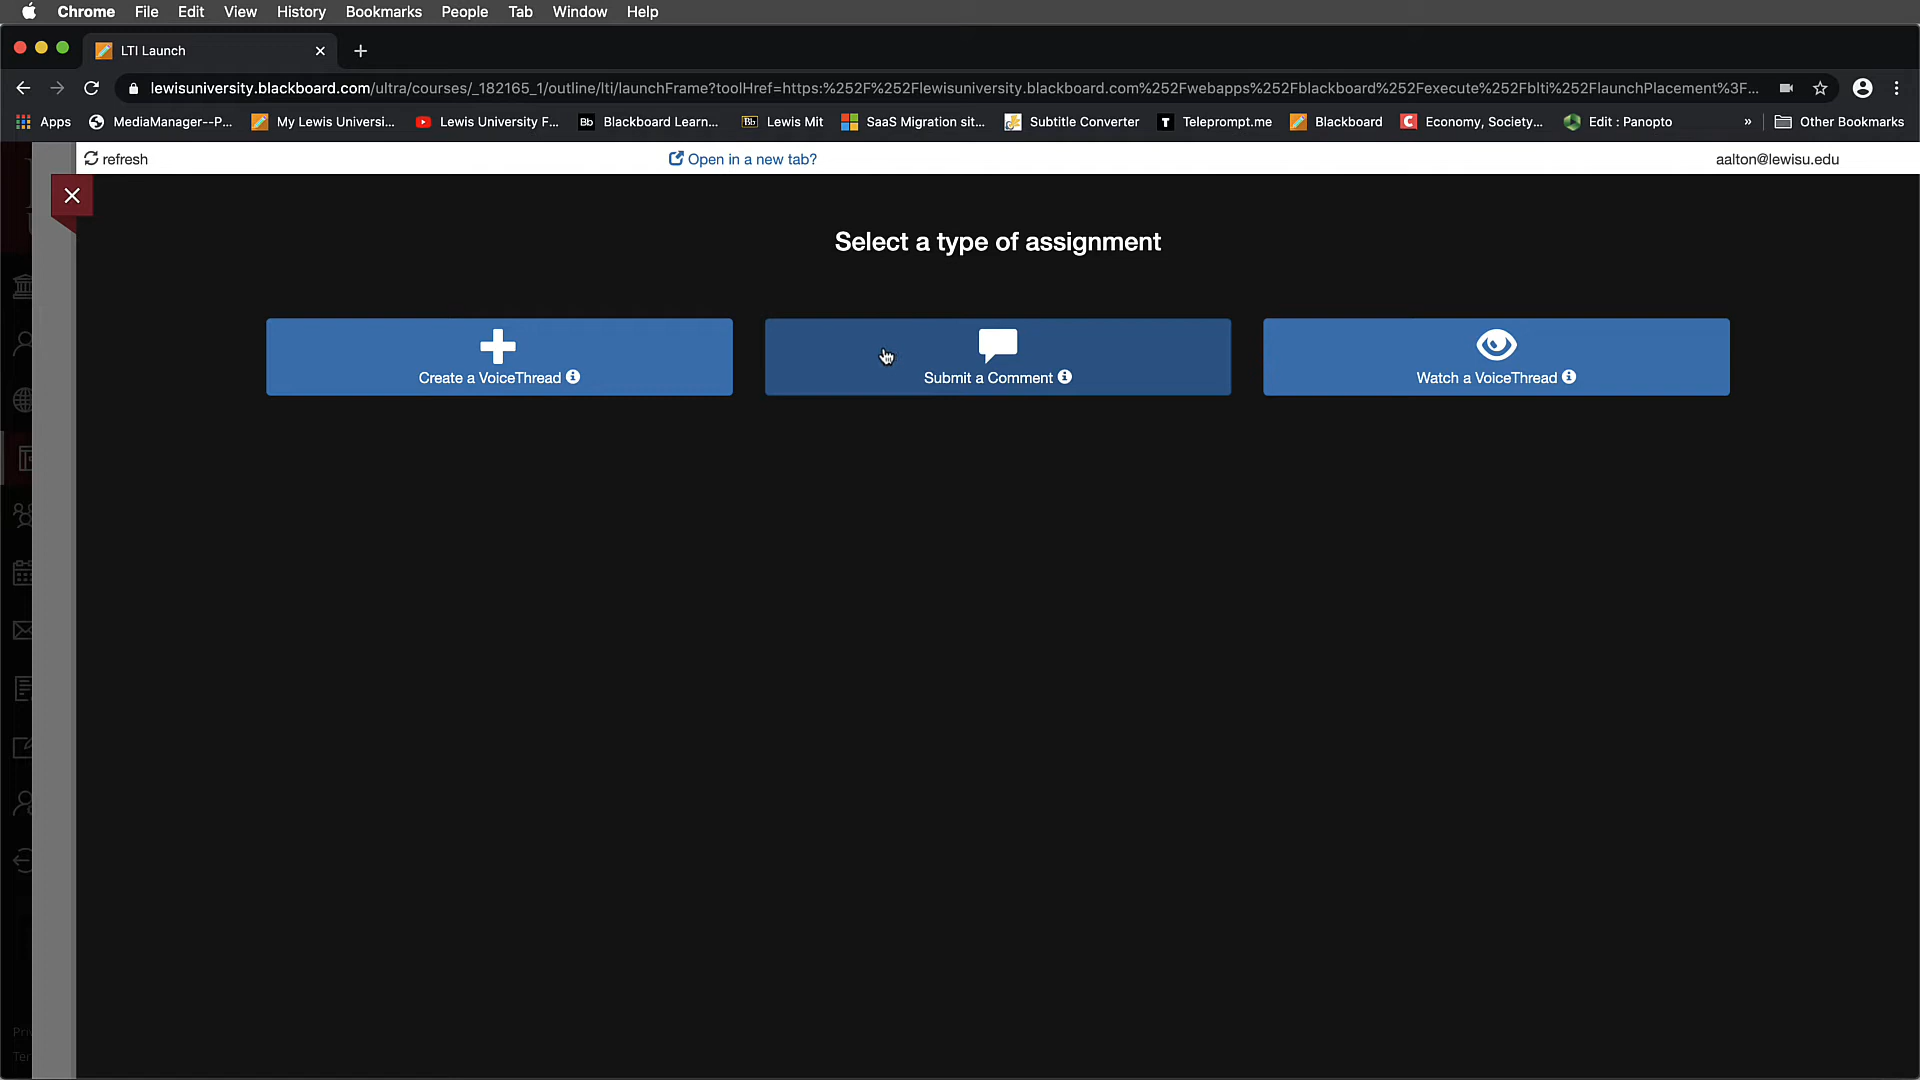 Chrome File Edit View History Bookmarks People Tab Window Help
LTI Launch
lewisuniversity.blackboard.com/ultra/courses/_182165_1/outline/lti/launchFrame?toolHref=https:%252F%252Flewisuniversity.blackboard.com%252Fwebapps%252Fblackboard%252Fexecute%252Fblti%252FlaunchPlacement%3F...
Apps MediaManager--P... My Lewis Universi... Lewis University F... Bb Blackboard Learn... Bb Lewis Mit SaaS Migration sit... Subtitle Converter T Teleprompt.me Blackboard C Economy, Society... Edit : Panopto » Other Bookmarks
refresh Open in a new tab? aalton@lewisu.edu
Select a type of assignment
Create a VoiceThread Submit a Comment Watch a VoiceThread